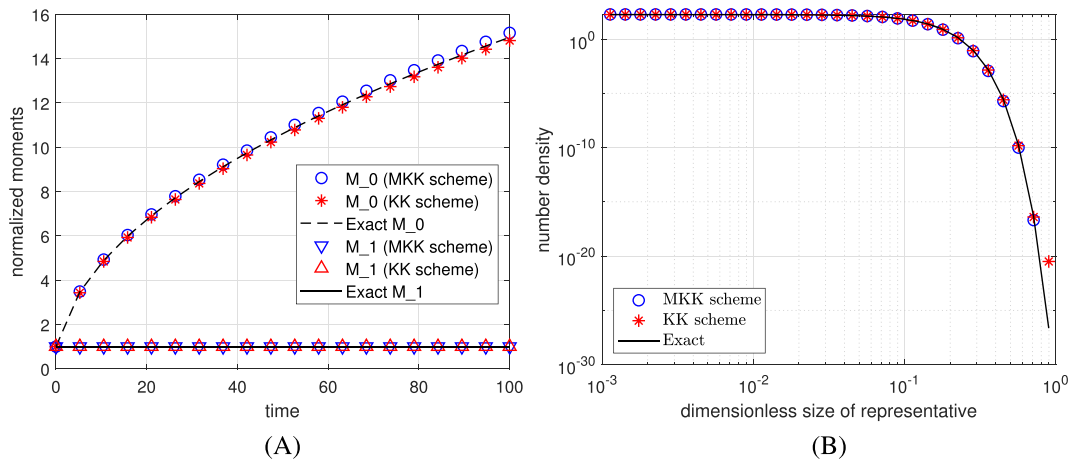 normalized moments
16
14
12
10
8
6
4
2
0
0 20 40 60 80 100
time
M_0 (MKK scheme)
M_0 (KK scheme)
Exact M_0
M_1 (MKK scheme)
M_1 (KK scheme)
Exact M_1
(A)
number density
10^0
10^-10
10^-20
10^-30
10^-3 10^-2 10^-1 10^0
dimensionless size of representative
MKK scheme
KK scheme
Exact
(B)